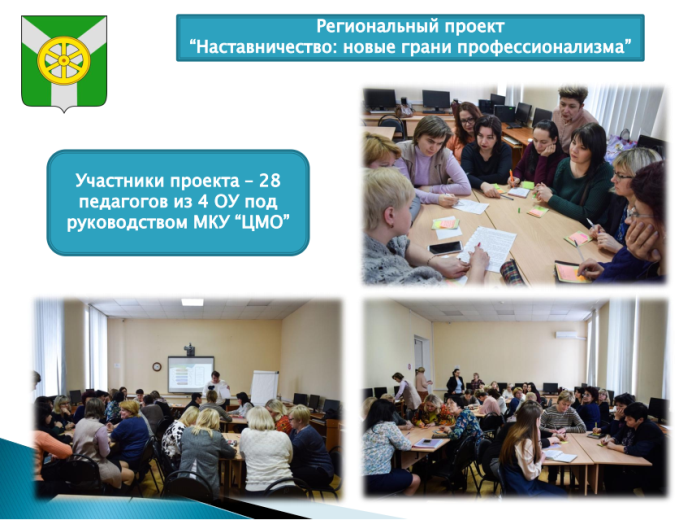 Региональный проект
“Наставничество: новые грани профессионализма”
Участники проекта – 28
педагогов из 4 ОУ под
руководством МКУ “ЦМО”